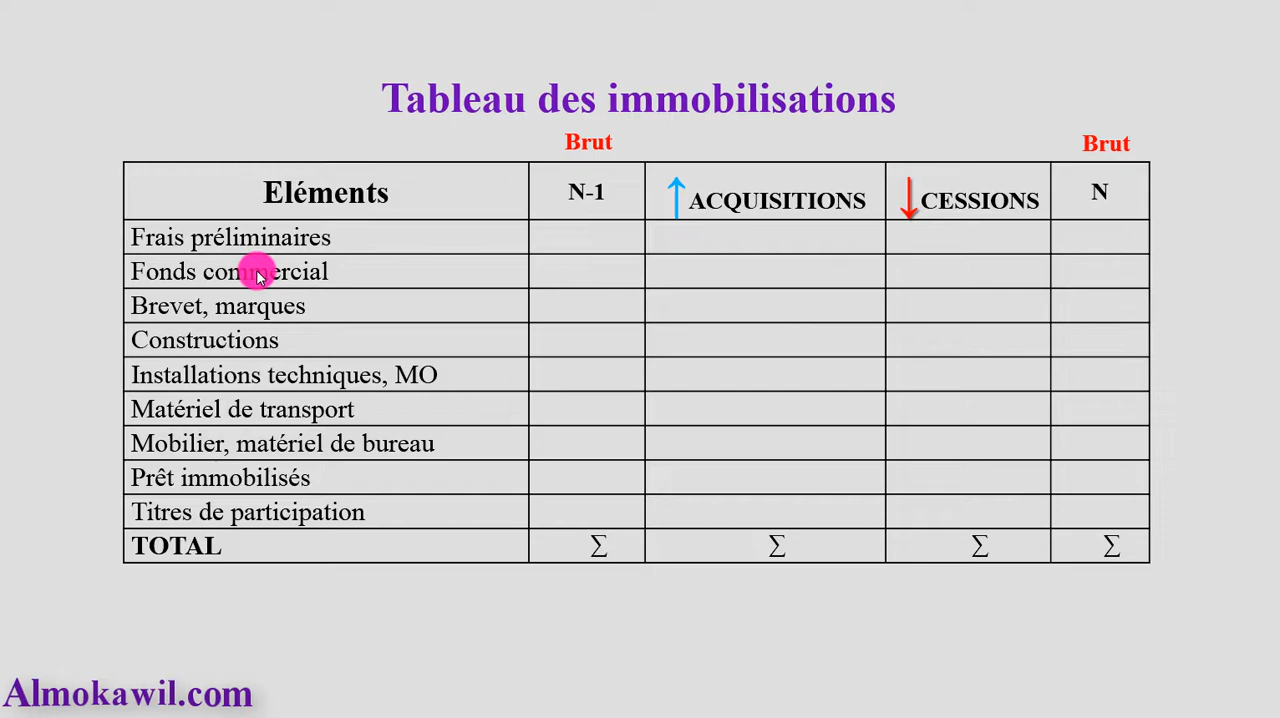 Tableau des immobilisations
Brut Brut
Eléments N-1 ↑ACQUISITIONS ↓CESSIONS N
Frais préliminaires
Fonds commercial
Brevet, marques
Constructions
Installations techniques, MO
Matériel de transport
Mobilier, matériel de bureau
Prêt immobilisés
Titres de participation
TOTAL ∑ ∑ ∑ ∑
Almokawil.com